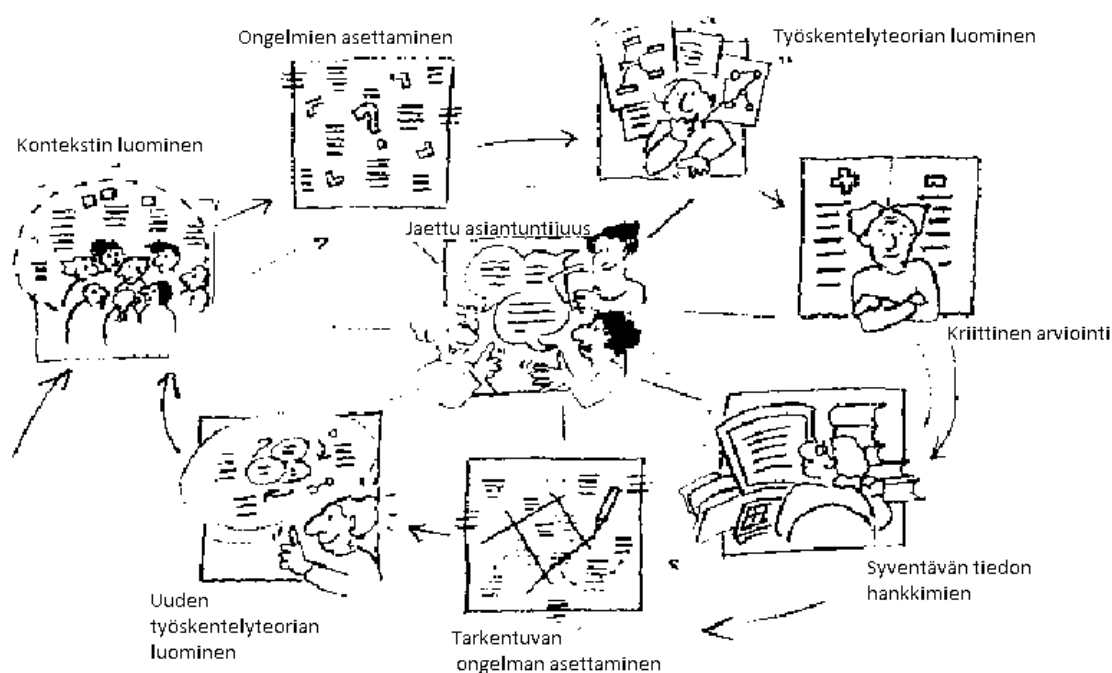 Ongelmien asettaminen
Työskentelyteorian luominen
Kontekstin luominen
Jaettu asiantuntijuus
Kriittinen arviointi
Syventävän tiedon
hankkimien
Uuden
työskentelyteorian
luominen
Tarkentuvan
ongelman asettaminen